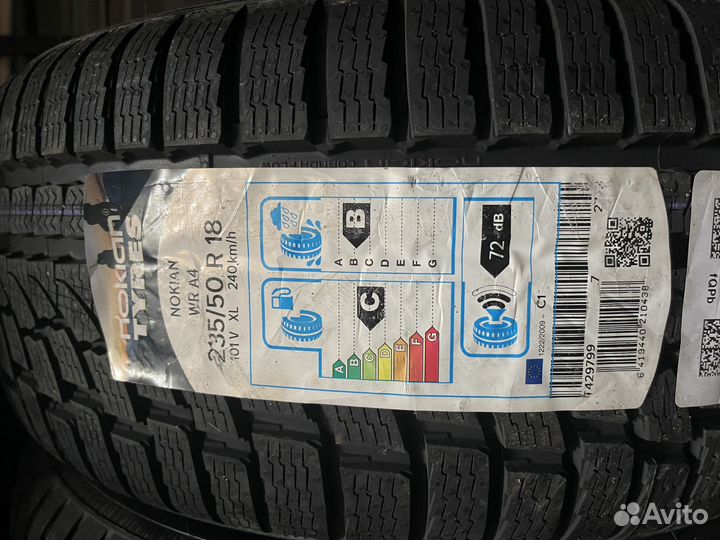 nokian
TYRES
NOKIAN
WR A4
235/50 R 18
101V XL 240 km/h
A
B
C
D
E
F
G
B
C
A
B
C
D
E
F
G
72 dB
1222/2009 - C1
T429799
6 419440 210438
Avito